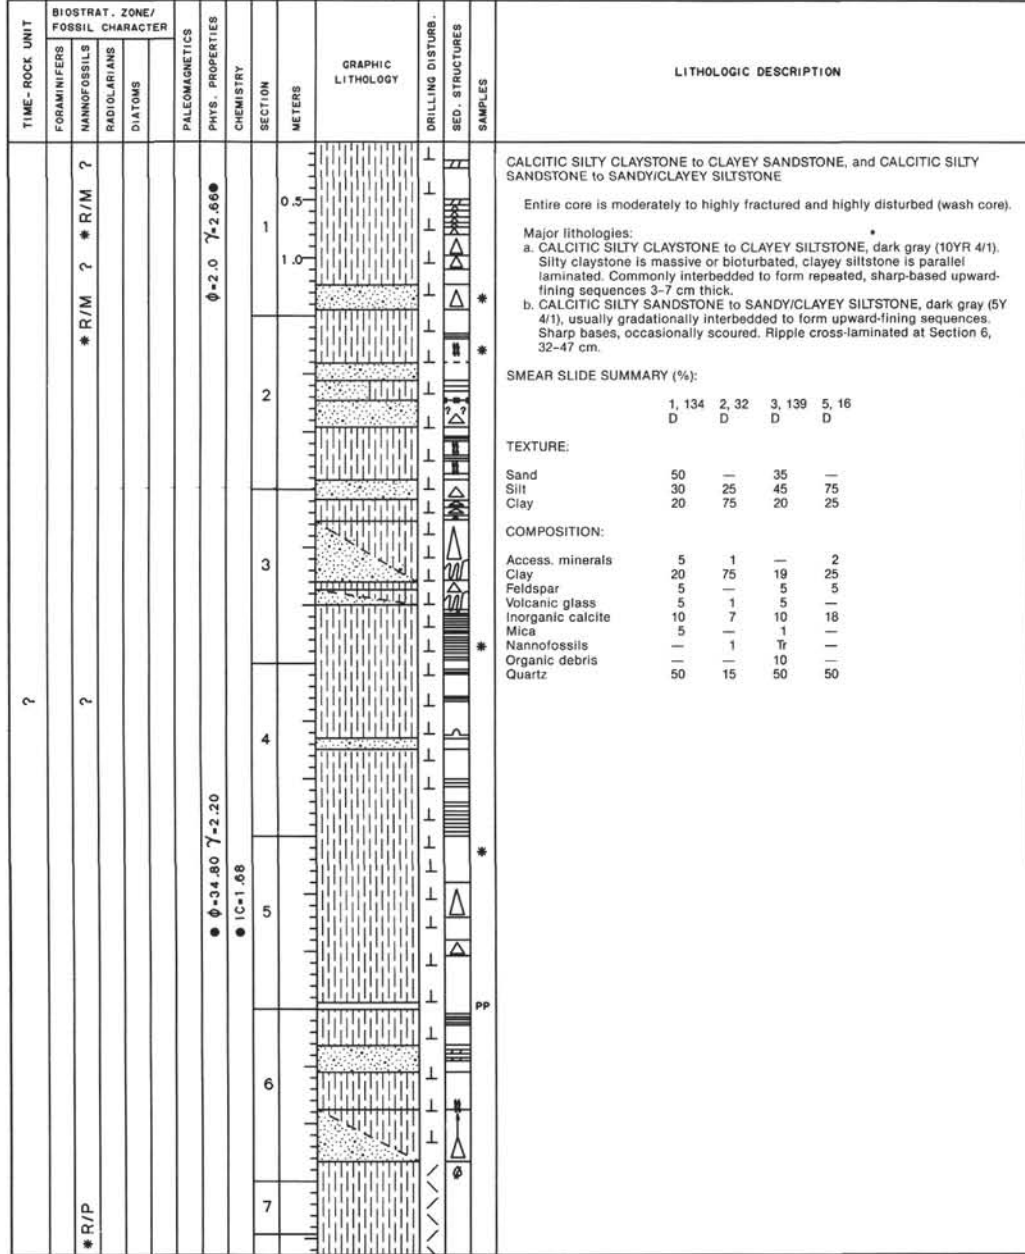 TIME-ROCK UNIT
BIOSTRAT. ZONE/
FOSSIL CHARACTER
FORAMINIFERS
NANNOFOSSILS
RADIOLARIANS
DIATOMS
PALEOMAGNETICS
PHYS. PROPERTIES
CHEMISTRY
SECTION
METERS
GRAPHIC
LITHOLOGY
DRILLING DISTURB.
SED. STRUCTURES
SAMPLES
LITHOLOGIC DESCRIPTION
?
* R/M ?
* R/M ?
?
* R/P
ϕ=2.0 γ=2.66●
● ϕ=34.80 γ=2.20
● IC=1.68
1
2
3
4
5
6
7
0.5
1.0
? ?
*
*
*
*
PP
CALCITIC SILTY CLAYSTONE to CLAYEY SANDSTONE, and CALCITIC SILTY
SANDSTONE to SANDY/CLAYEY SILTSTONE
Entire core is moderately to highly fractured and highly disturbed (wash core).
Major lithologies:
a. CALCITIC SILTY CLAYSTONE to CLAYEY SILTSTONE, dark gray (10YR 4/1).
Silty claystone is massive or bioturbated, clayey siltstone is parallel
laminated. Commonly interbedded to form repeated, sharp-based upward-
fining sequences 3–7 cm thick.
b. CALCITIC SILTY SANDSTONE to SANDY/CLAYEY SILTSTONE, dark gray (5Y
4/1), usually gradationally interbedded to form upward-fining sequences.
Sharp bases, occasionally scoured. Ripple cross-laminated at Section 6,
32–47 cm.
SMEAR SLIDE SUMMARY (%):
1, 134 2, 32 3, 139 5, 16
D D D D
TEXTURE:
Sand 50 — 35 —
Silt 30 25 45 75
Clay 20 75 20 25
COMPOSITION:
Access. minerals 5 1 — 2
Clay 20 75 19 25
Feldspar 5 — 5 5
Volcanic glass 5 1 5 —
Inorganic calcite 10 7 10 18
Mica 5 — 1 —
Nannofossils — 1 Tr —
Organic debris — — 10 —
Quartz 50 15 50 50